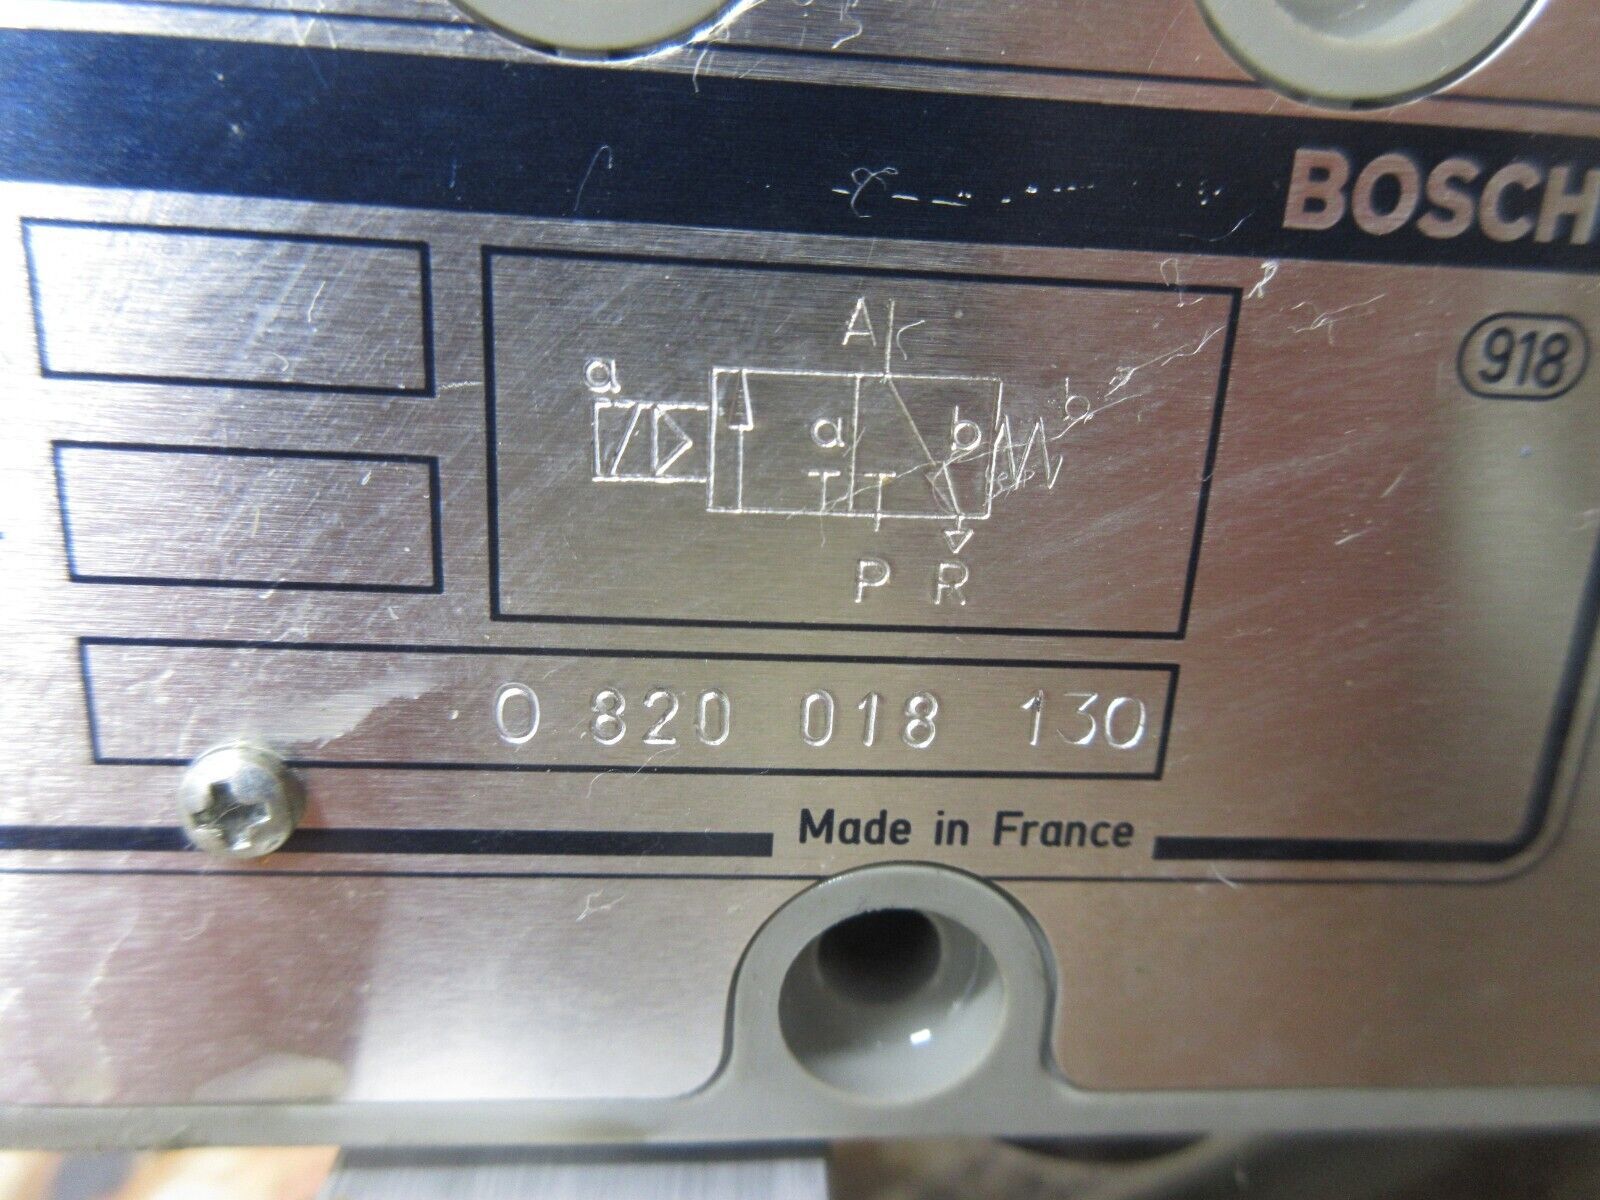 BOSCH
918
A
a
a b b
P R
0 820 018 130
Made in France